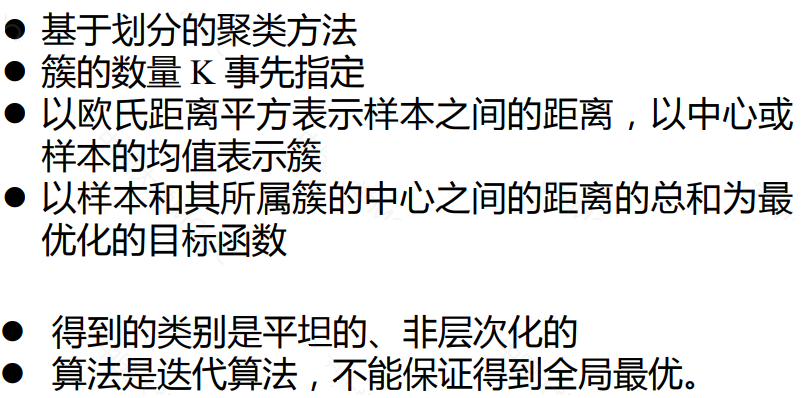 ● 基于划分的聚类方法
● 簇的数量 K 事先指定
● 以欧氏距离平方表示样本之间的距离，以中心或
样本的均值表示簇
● 以样本和其所属簇的中心之间的距离的总和为最
优化的目标函数
● 得到的类别是平坦的、非层次化的
● 算法是迭代算法，不能保证得到全局最优。